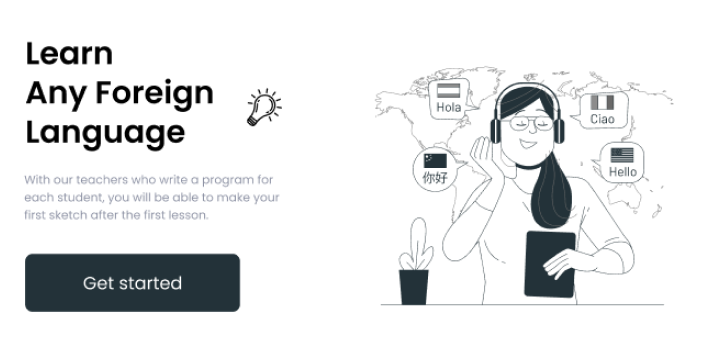 Learn
Any Foreign
Language
With our teachers who write a program for
each student, you will be able to make your
first sketch after the first lesson.
Get started
Hola
Ciao
你好
Hello